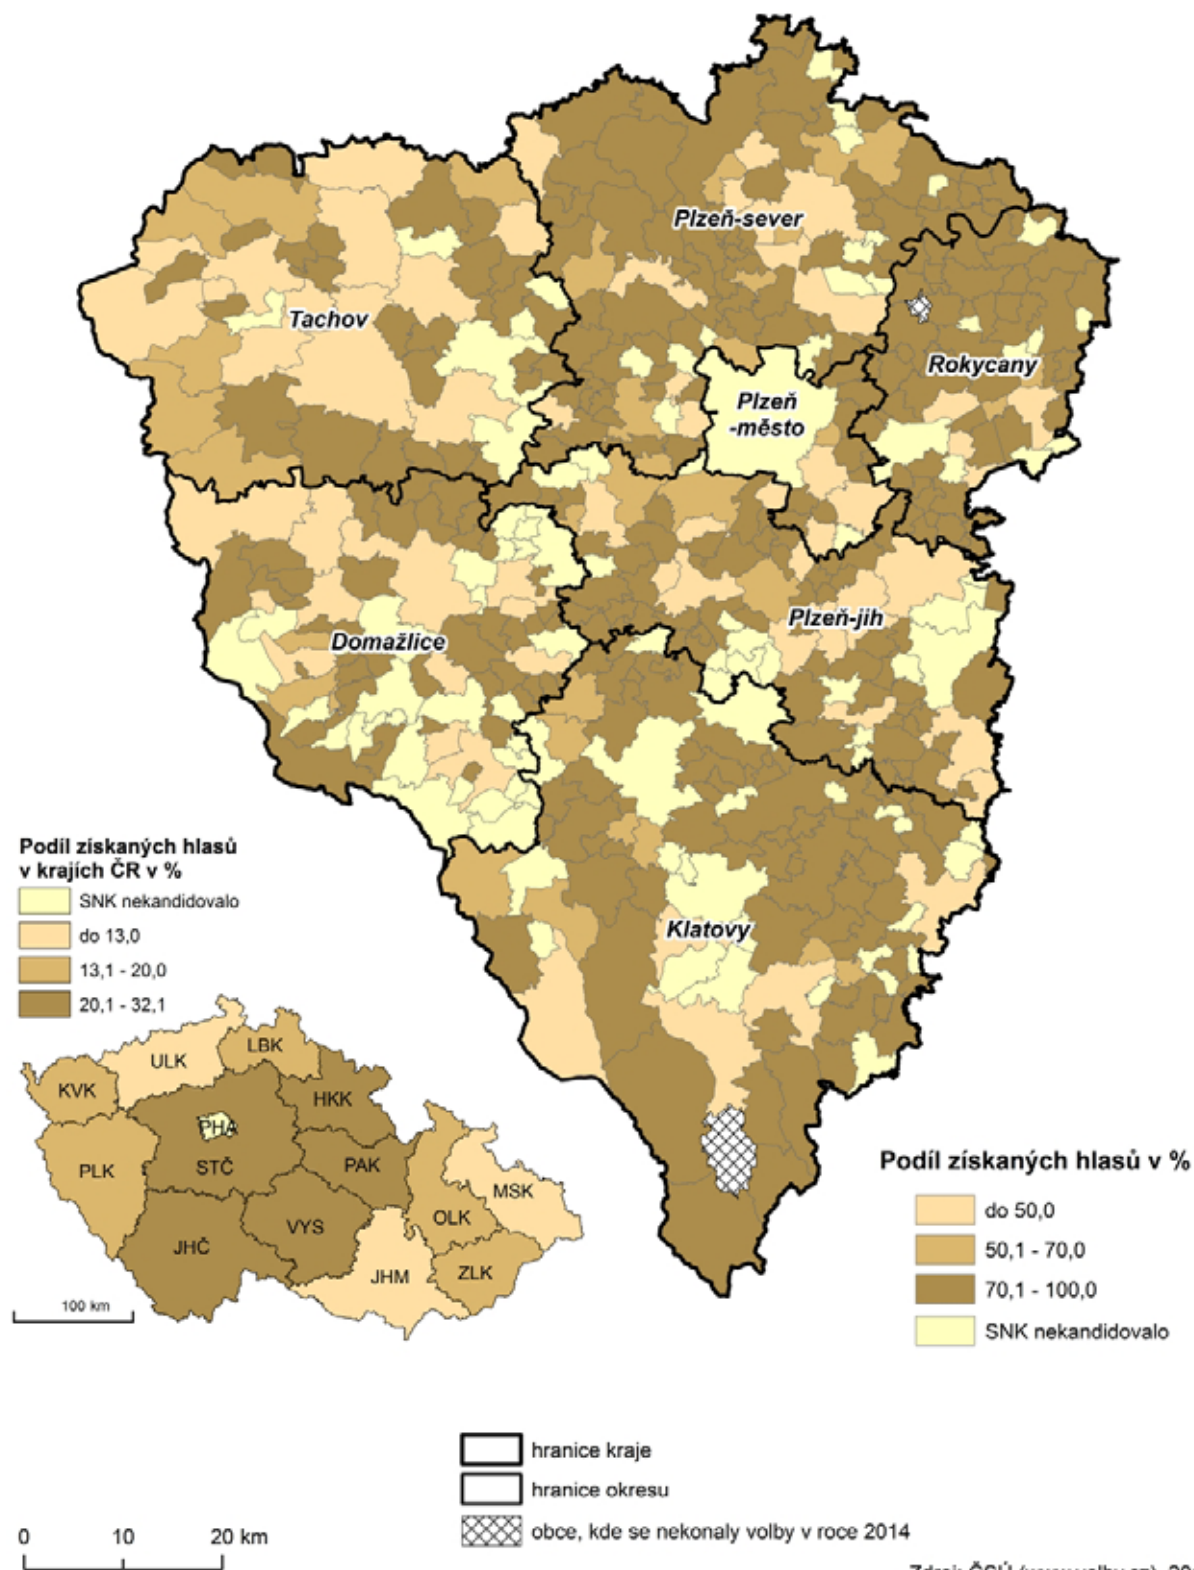 Plzeň-sever
Tachov
Rokycany
Plzeň
-město
Plzeň-jih
Domažlice
Klatovy
Podíl získaných hlasů
v krajích ČR v %
SNK nekandidovalo
do 13,0
13,1 - 20,0
20,1 - 32,1
ULK
LBK
KVK
HKK
PHA
PLK
STČ
PAK
MSK
VYS
OLK
JHČ
JHM
ZLK
100 km
Podíl získaných hlasů v %
do 50,0
50,1 - 70,0
70,1 - 100,0
SNK nekandidovalo
hranice kraje
hranice okresu
obce, kde se nekonaly volby v roce 2014
0 10 20 km